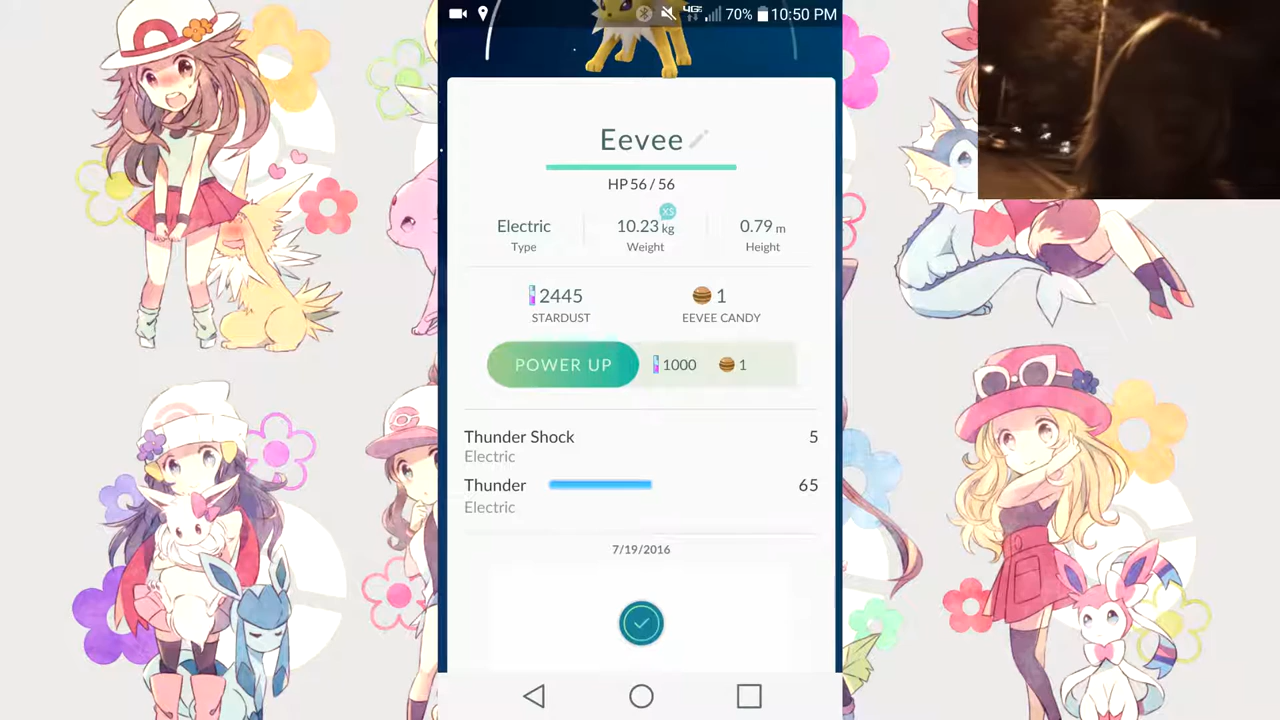 4G 70% 10:50 PM
Eevee
HP 56 / 56
XS
Electric 10.23 kg 0.79 m
Type Weight Height
2445 1
STARDUST EEVEE CANDY
POWER UP 1000 1
Thunder Shock 5
Electric
Thunder 65
Electric
7/19/2016